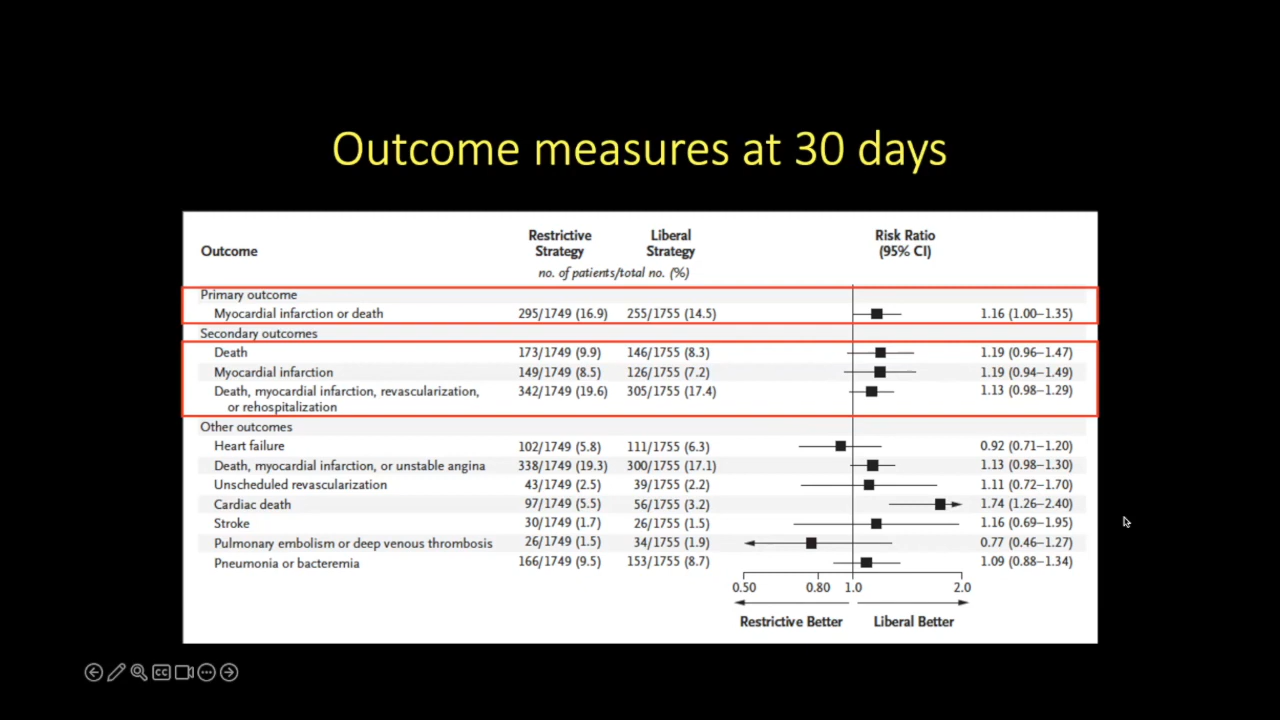 Outcome measures at 30 days
Outcome
Restrictive
Strategy
Liberal
Strategy
Risk Ratio
(95% CI)
no. of patients/total no. (%)
Primary outcome
Myocardial infarction or death 295/1749 (16.9) 255/1755 (14.5) 1.16 (1.00–1.35)
Secondary outcomes
Death 173/1749 (9.9) 146/1755 (8.3) 1.19 (0.96–1.47)
Myocardial infarction 149/1749 (8.5) 126/1755 (7.2) 1.19 (0.94–1.49)
Death, myocardial infarction, revascularization, 342/1749 (19.6) 305/1755 (17.4) 1.13 (0.98–1.29)
or rehospitalization
Other outcomes
Heart failure 102/1749 (5.8) 111/1755 (6.3) 0.92 (0.71–1.20)
Death, myocardial infarction, or unstable angina 338/1749 (19.3) 300/1755 (17.1) 1.13 (0.98–1.30)
Unscheduled revascularization 43/1749 (2.5) 39/1755 (2.2) 1.11 (0.72–1.70)
Cardiac death 97/1749 (5.5) 56/1755 (3.2) 1.74 (1.26–2.40)
Stroke 30/1749 (1.7) 26/1755 (1.5) 1.16 (0.69–1.95)
Pulmonary embolism or deep venous thrombosis 26/1749 (1.5) 34/1755 (1.9) 0.77 (0.46–1.27)
Pneumonia or bacteremia 166/1749 (9.5) 153/1755 (8.7) 1.09 (0.88–1.34)
0.50 0.80 1.0 2.0
Restrictive Better Liberal Better
CC